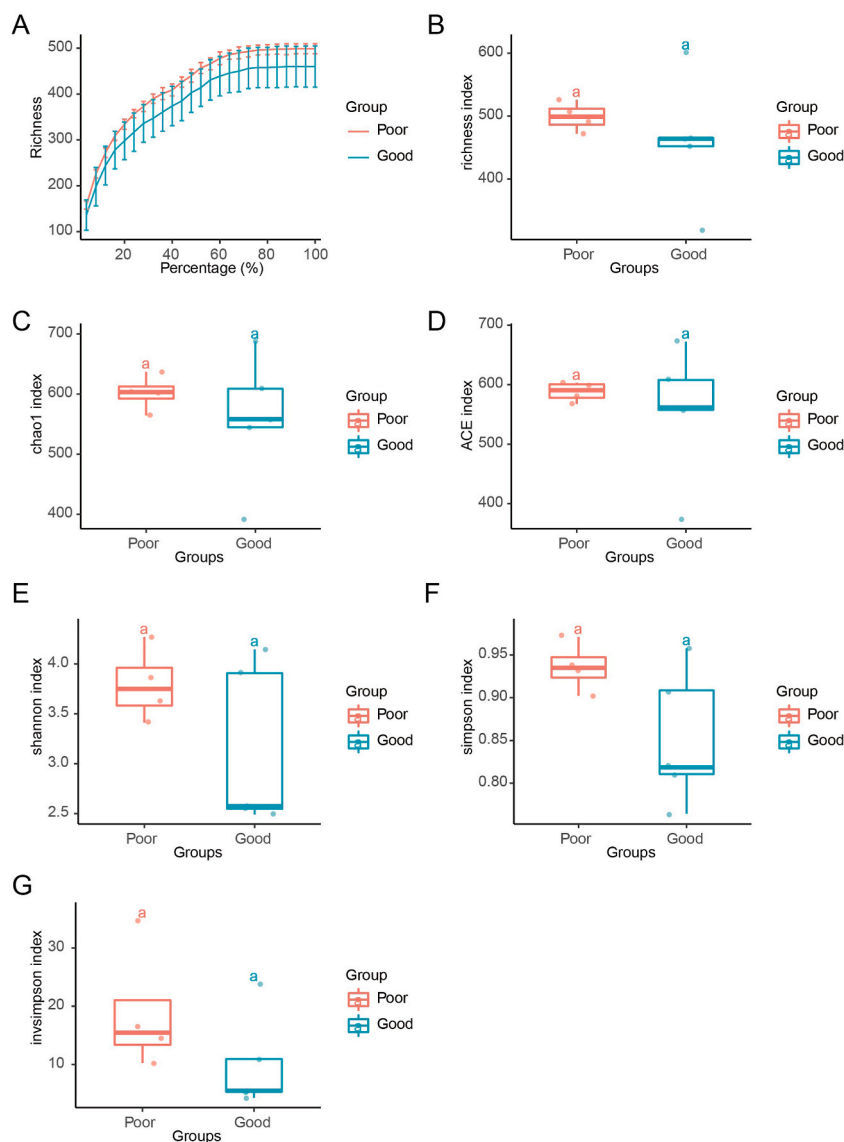 A
Richness
500
400
300
200
100
20 40 60 80 100
Percentage (%)
Group
Poor
Good
B
richness index
600
500
400
a
a
Poor Good
Groups
Group
a Poor
a Good
C
chao1 index
700
600
500
400
a
a
Poor Good
Groups
Group
a Poor
a Good
D
ACE index
700
600
500
400
a
a
Poor Good
Groups
Group
a Poor
a Good
E
shannon index
4.0
3.5
3.0
2.5
a
a
Poor Good
Groups
Group
a Poor
a Good
F
simpson index
0.95
0.90
0.85
0.80
a
a
Poor Good
Groups
Group
a Poor
a Good
G
invsimpson index
30
20
10
a
a
Poor Good
Groups
Group
a Poor
a Good